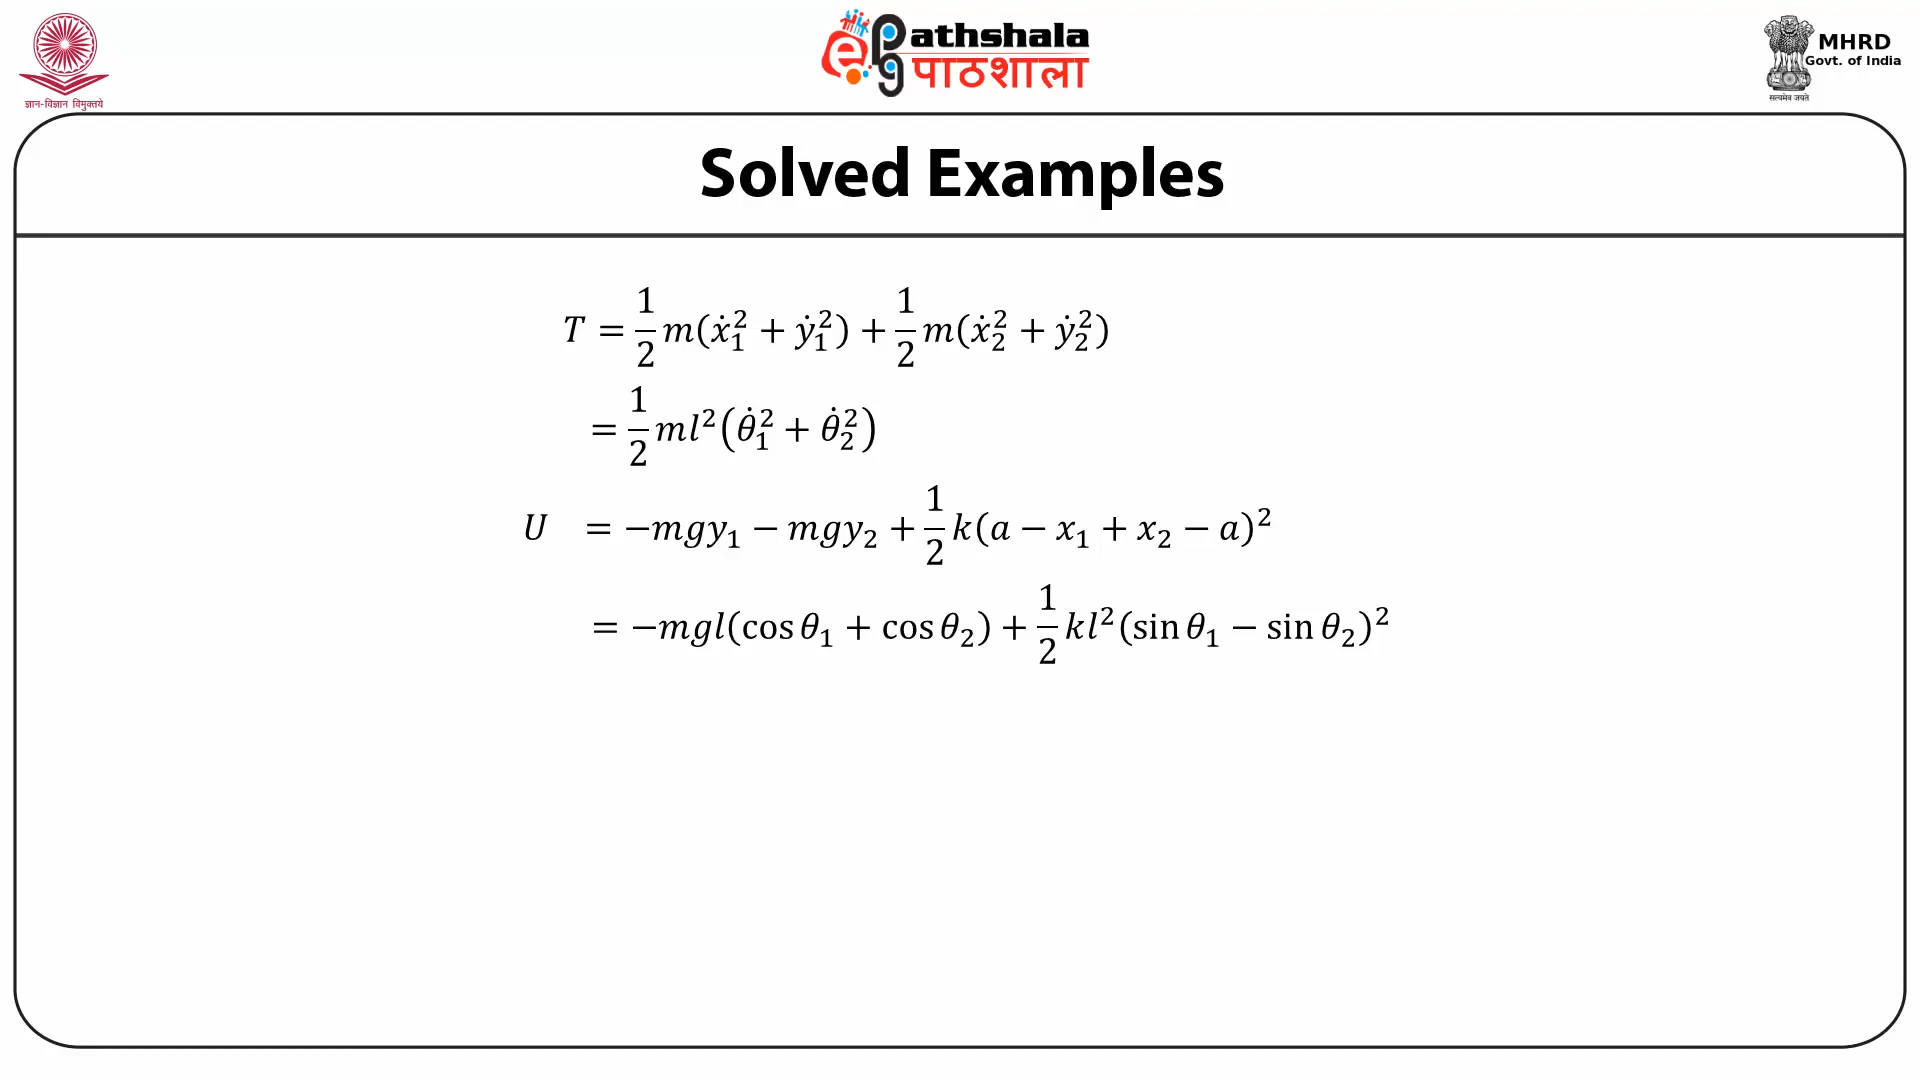 ज्ञान-विज्ञान विमुक्तये
ePathshala
पाठशाला
MHRD
Govt. of India
सत्यमेव जयते
Solved Examples
T = 1/2 m(ẋ₁² + ẏ₁²) + 1/2 m(ẋ₂² + ẏ₂²)
= 1/2 ml²(θ̇₁² + θ̇₂²)
U = −mgy₁ − mgy₂ + 1/2 k(a − x₁ + x₂ − a)²
= −mgl(cos θ₁ + cos θ₂) + 1/2 kl²(sin θ₁ − sin θ₂)²